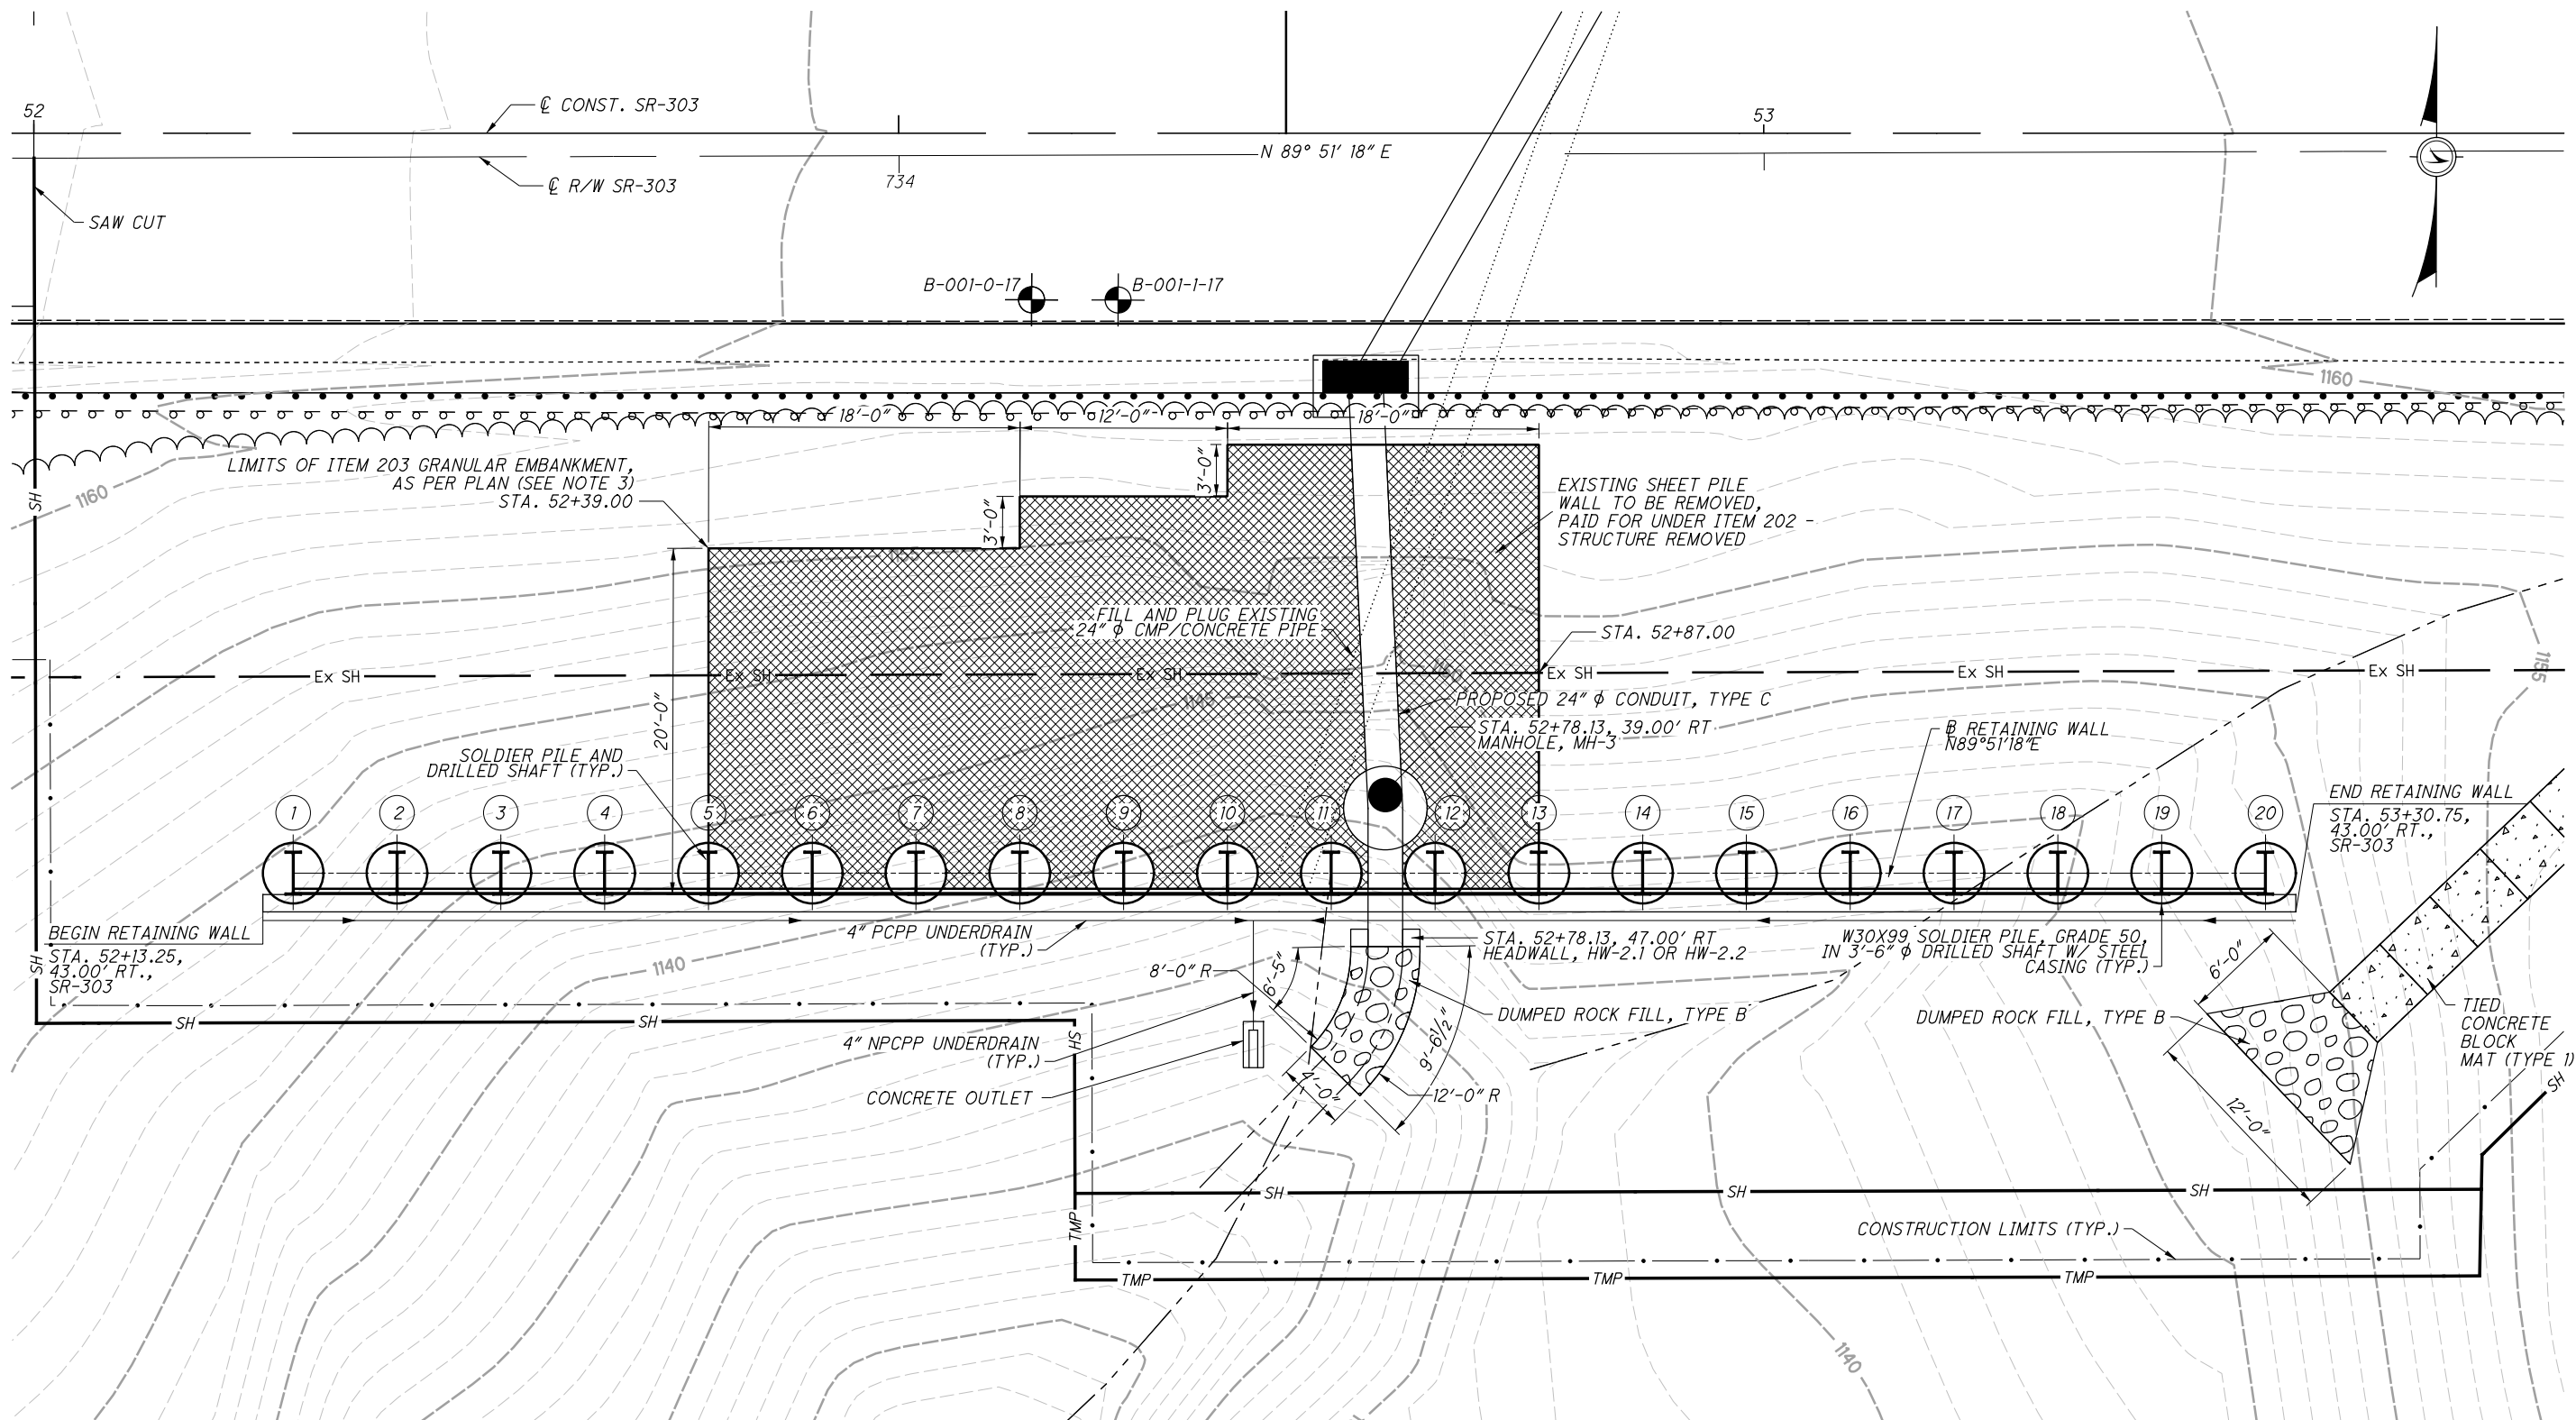 52
℄ CONST. SR-303
53
N 89° 51' 18" E
℄ R/W SR-303
734
SAW CUT
B-001-0-17
B-001-1-17
1160
18'-0"
12'-0"
18'-0"
LIMITS OF ITEM 203 GRANULAR EMBANKMENT,
AS PER PLAN (SEE NOTE 3)
STA. 52+39.00
1160
SH
3'-0"
3'-0"
EXISTING SHEET PILE
WALL TO BE REMOVED,
PAID FOR UNDER ITEM 202 -
STRUCTURE REMOVED
1155
FILL AND PLUG EXISTING
24" ϕ CMP/CONCRETE PIPE
STA. 52+87.00
Ex SH
Ex SH
Ex SH
Ex SH
Ex SH
Ex SH
1155
1145
PROPOSED 24" ϕ CONDUIT, TYPE C
STA. 52+78.13, 39.00' RT
MANHOLE, MH-3
20'-0"
SOLDIER PILE AND
DRILLED SHAFT (TYP.)
B RETAINING WALL
N89°51'18"E
END RETAINING WALL
STA. 53+30.75,
43.00' RT.,
SR-303
1 2 3 4 5 6 7 8 9 10 11 12 13 14 15 16 17 18 19 20
BEGIN RETAINING WALL
STA. 52+13.25,
43.00' RT.,
SR-303
SH
4" PCPP UNDERDRAIN
(TYP.)
1140
STA. 52+78.13, 47.00' RT
HEADWALL, HW-2.1 OR HW-2.2
W30X99 SOLDIER PILE, GRADE 50,
IN 3'-6" ϕ DRILLED SHAFT W/ STEEL
CASING (TYP.)
8'-0" R
6'-5"
6'-0"
DUMPED ROCK FILL, TYPE B
DUMPED ROCK FILL, TYPE B
TIED
CONCRETE
BLOCK
MAT (TYPE 1)
SH
SH
SH
4" NPCPP UNDERDRAIN
(TYP.)
9'-6½"
SH
CONCRETE OUTLET
4'-0"
12'-0" R
12'-0"
SH
SH
SH
TMP
CONSTRUCTION LIMITS (TYP.)
TMP
TMP
TMP
1140